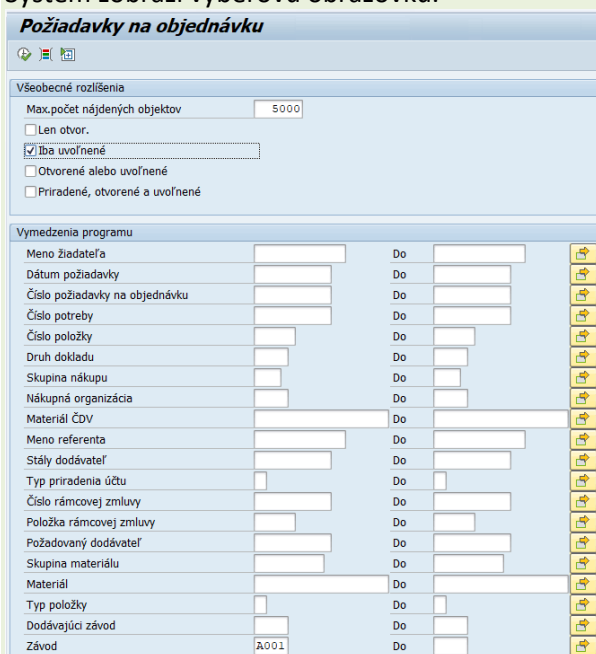 Systém zobrazí výberovú obrazovku:
Požiadavky na objednávku
Všeobecné rozlíšenia
Max.počet nájdených objektov 5000
Len otvor.
Iba uvoľnené
Otvorené alebo uvoľnené
Priradené, otvorené a uvoľnené
Vymedzenia programu
Meno žiadateľa Do
Dátum požiadavky Do
Číslo požiadavky na objednávku Do
Číslo potreby Do
Číslo položky Do
Druh dokladu Do
Skupina nákupu Do
Nákupná organizácia Do
Materiál ČDV Do
Meno referenta Do
Stály dodávateľ Do
Typ priradenia účtu Do
Číslo rámcovej zmluvy Do
Položka rámcovej zmluvy Do
Požadovaný dodávateľ Do
Skupina materiálu Do
Materiál Do
Typ položky Do
Dodávajúci závod Do
Závod A001 Do